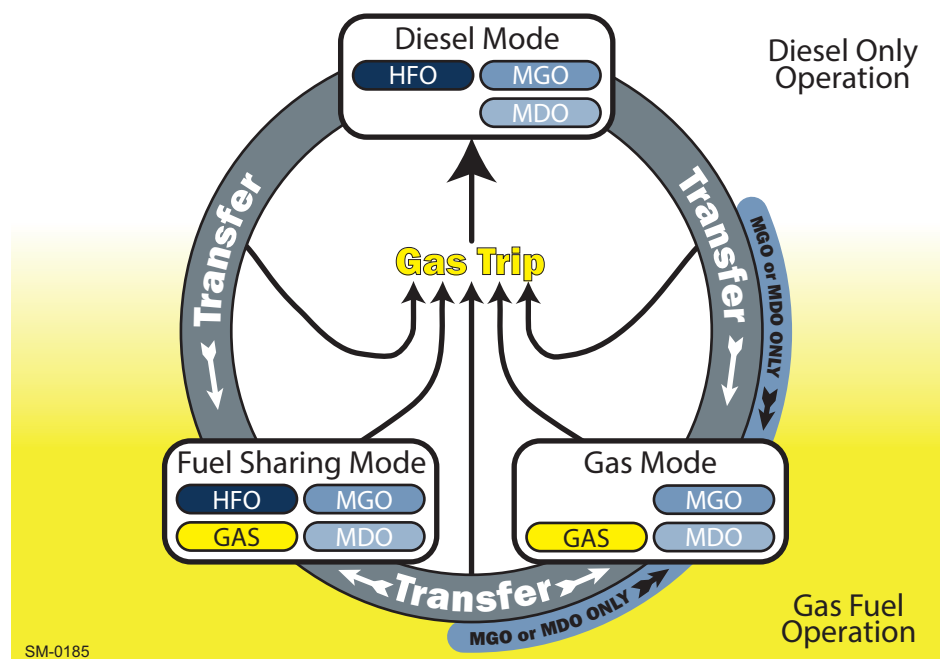 Diesel Mode
HFO
MGO
MDO
Diesel Only
Operation
Transfer
Transfer
MGO or MDO ONLY
Gas Trip
Fuel Sharing Mode
HFO
MGO
GAS
MDO
Gas Mode
MGO
GAS
MDO
Transfer
MGO or MDO ONLY
Gas Fuel
Operation
SM-0185